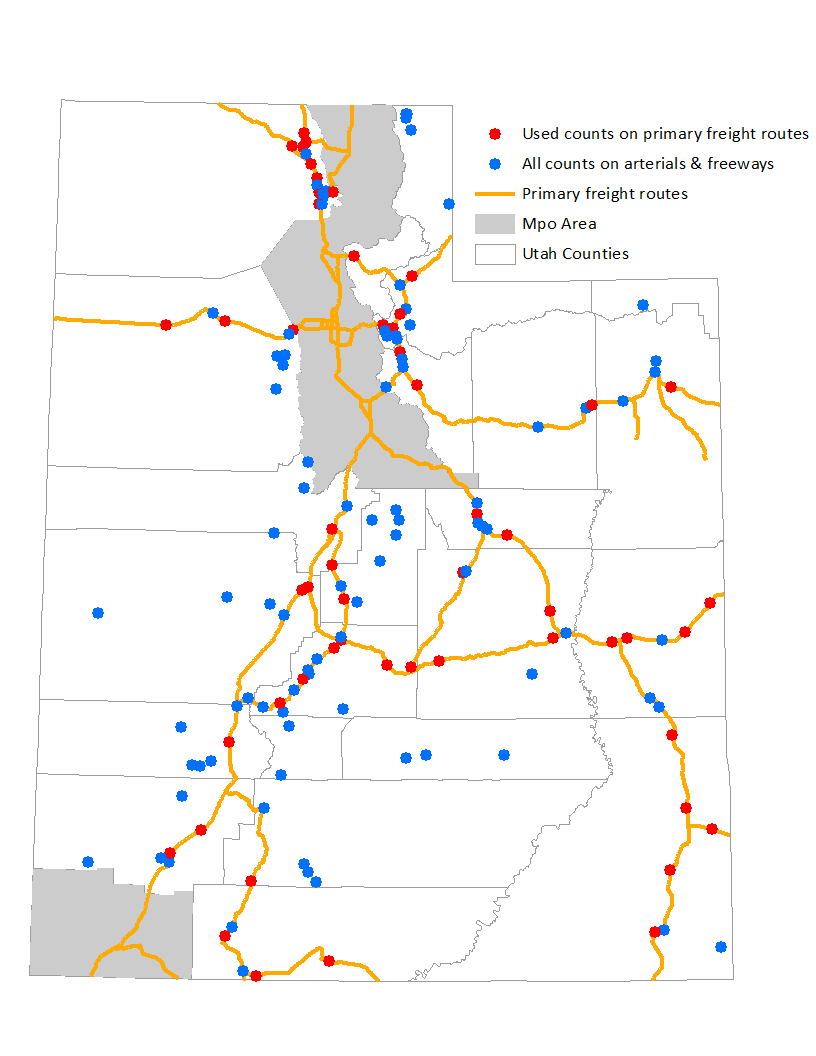 Used counts on primary freight routes
All counts on arterials & freeways
Primary freight routes
Mpo Area
Utah Counties